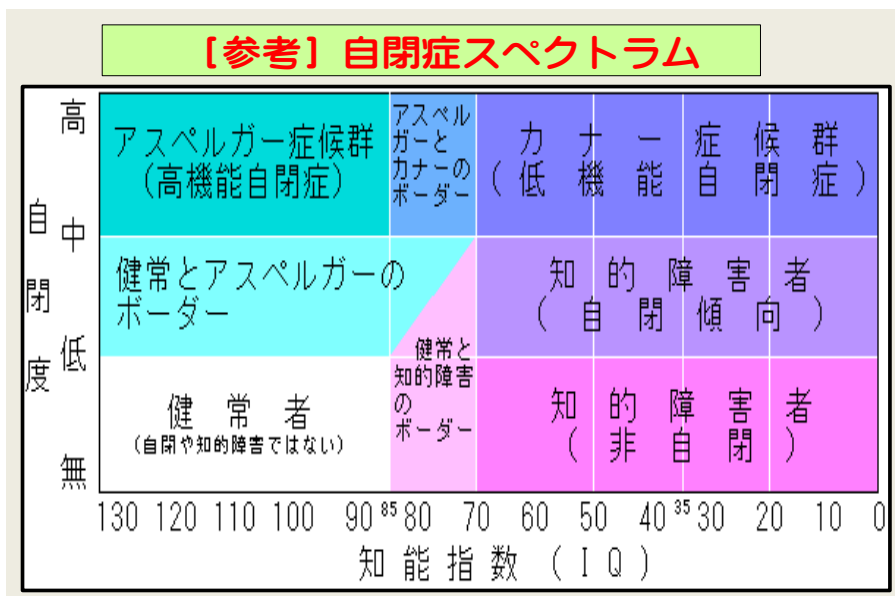 [参考] 自閉症スペクトラム
高
中
低
無
自閉度
アスペルガー症候群
(高機能自閉症)
アスペル
ガーと
カナーの
ボーダー
カナー症候群
(低機能自閉症)
健常とアスペルガーの
ボーダー
知的障害者
(自閉傾向)
健常と
知的障害
の
ボーダー
健常者
(自閉や知的障害ではない)
知的障害者
(非自閉)
130 120 110 100 90 85 80 70 60 50 40 35 30 20 10 0
知能指数(IQ)